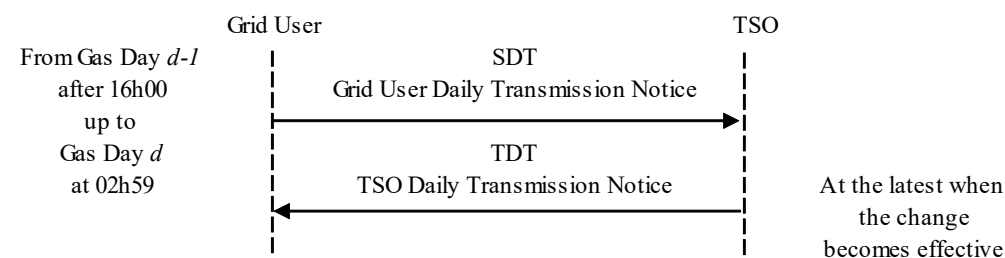 Grid User
TSO
From Gas Day d-1
after 16h00
up to
Gas Day d
at 02h59
SDT
Grid User Daily Transmission Notice
TDT
TSO Daily Transmission Notice
At the latest when
the change
becomes effective